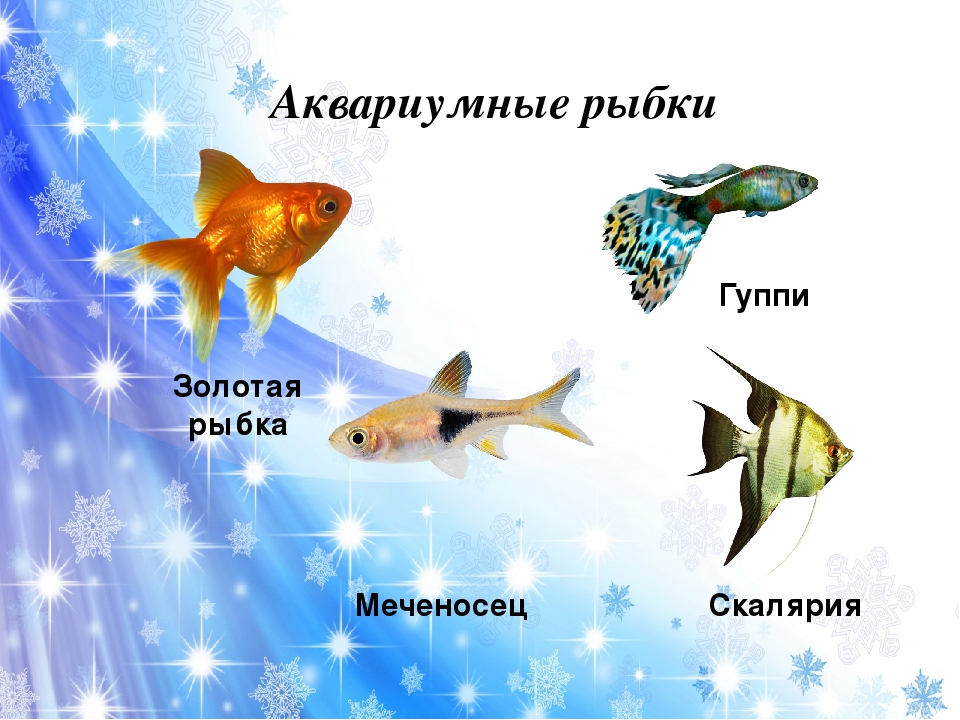 Аквариумные рыбки
Гуппи
Золотая
рыбка
Меченосец
Скалярия